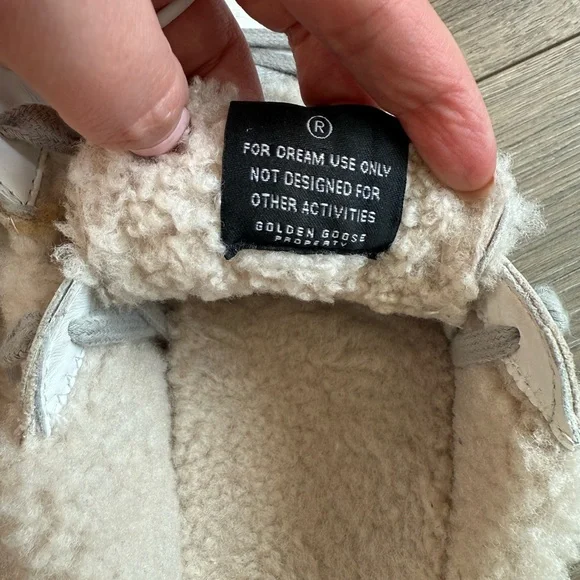 ®
FOR DREAM USE ONLY
NOT DESIGNED FOR
OTHER ACTIVITIES
GOLDEN GOOSE
PROPERTY